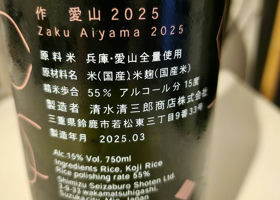 作 愛山 2025
Zaku Aiyama 2025
原料米 兵庫・愛山全量使用
原材料名 米(国産)米麹(国産米)
精米歩合 55% アルコール分 15度
製造者 清水清三郎商店株式会社
三重県鈴鹿市若松東三丁目9番33号
製造年月 2025.03
Alc.15% Vol. 750ml
Ingredients Rice, Koji Rice
Rice polishing rate 55%
Shimizu Seizaburo Shoten Ltd.
3-9-33 wakamatsuhigashi,
Suzukacity, Mie, Japan